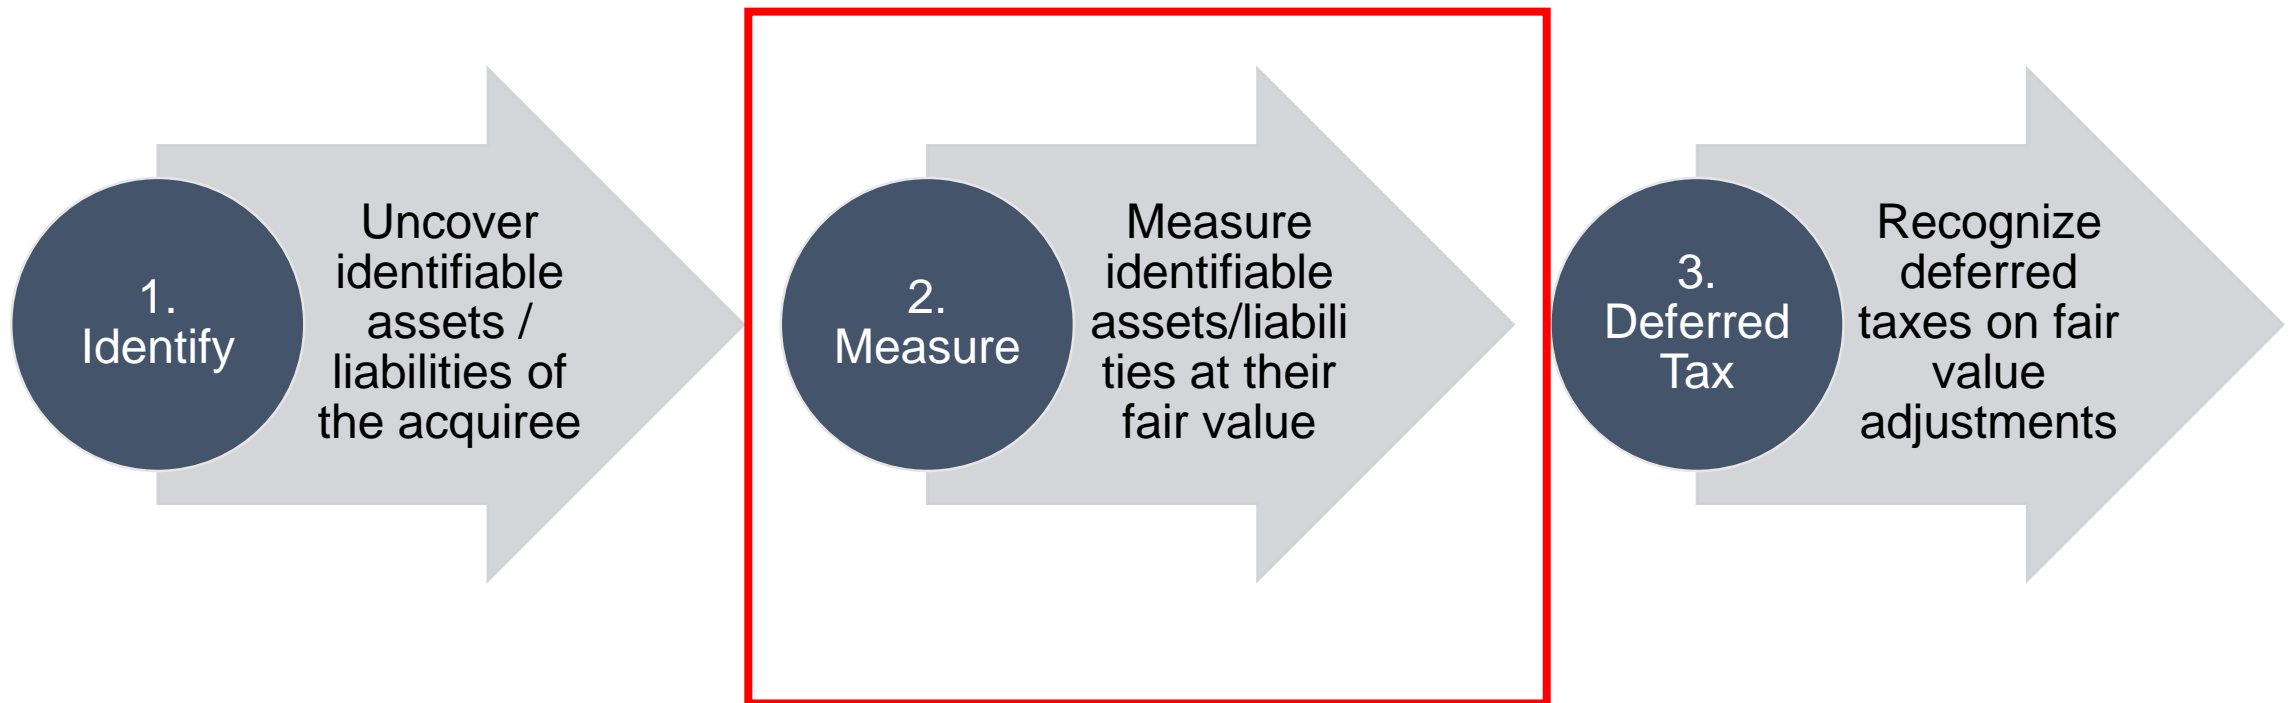 1.
Identify
Uncover
identifiable
assets /
liabilities of
the acquiree
2.
Measure
Measure
identifiable
assets/liabili
ties at their
fair value
3.
Deferred
Tax
Recognize
deferred
taxes on fair
value
adjustments